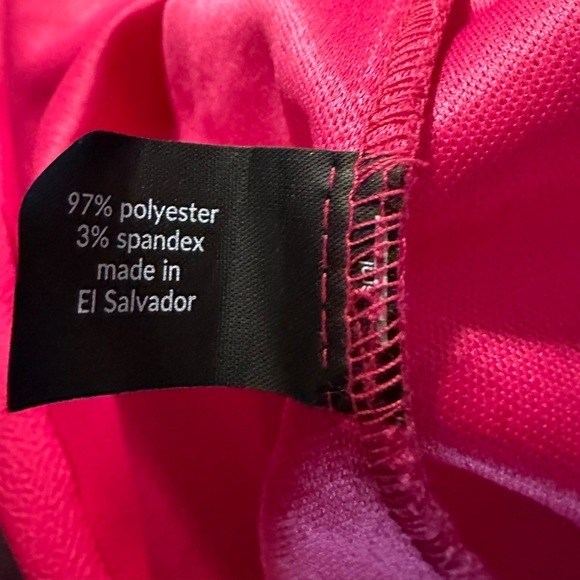 97% polyester
3% spandex
made in
El Salvador